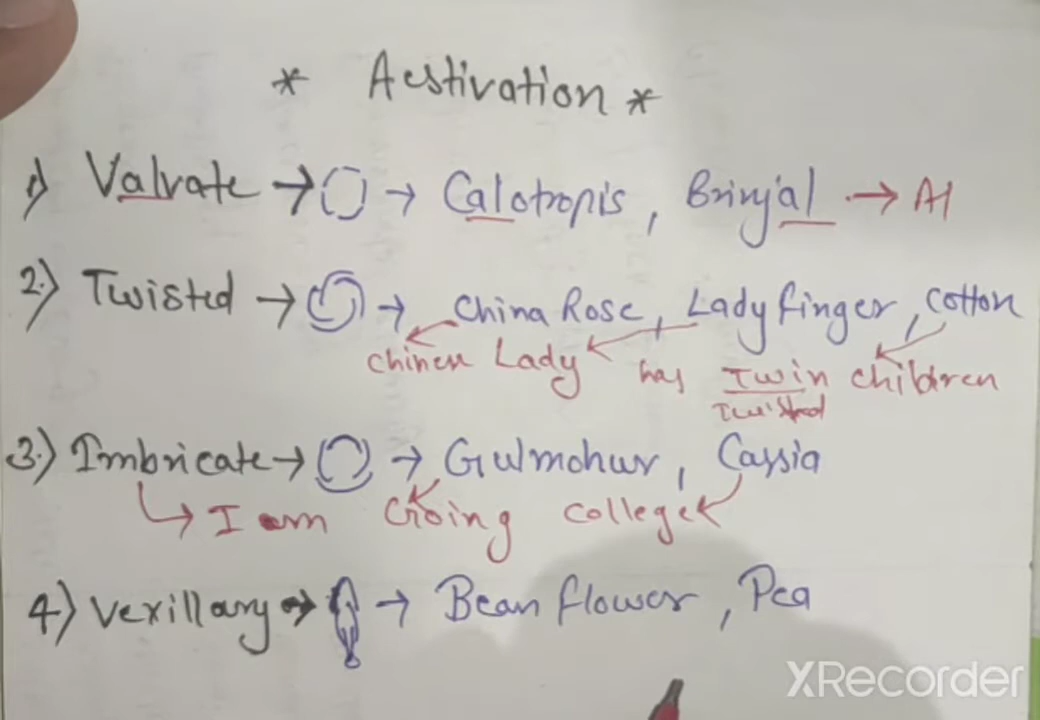 * Aestivation *
1) Valvate → → Calotropis, Brinjal → Al
2.) Twisted → → China Rose, Lady finger, Cotton
chinese Lady has Twin children
Twisted
3.) Imbricate → → Gulmohur, Cassia
↳ I am Going college
4.) Vexillary → → Bean flower, Pea
XRecorder